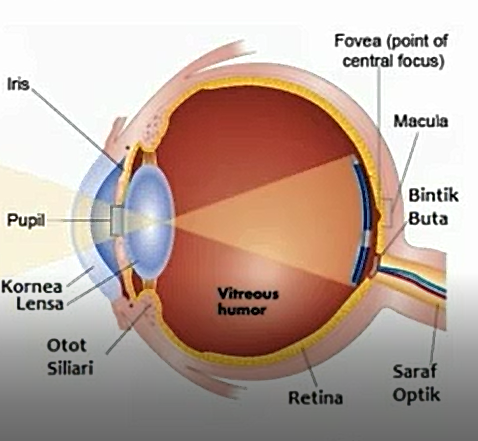 Fovea (point of
central focus)
Iris
Macula
Bintik
Buta
Pupil
Kornea
Lensa
Vitreous
humor
Otot
Siliari
Saraf
Optik
Retina